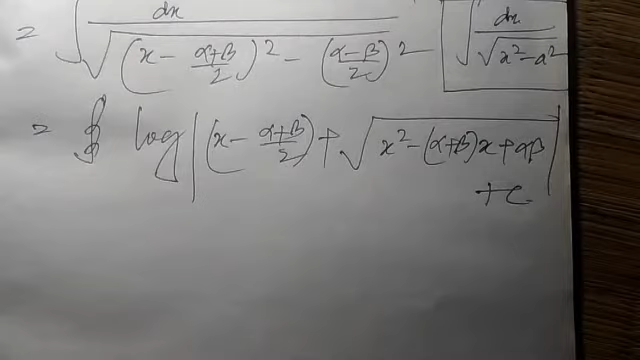 = ∫ dx / √((x - (α+β)/2)² - ((α-β)/2)²) ∫ dx / √(x² - a²)
= log |(x - (α+β)/2) + √(x² - (α+β)x + αβ)|
+ c